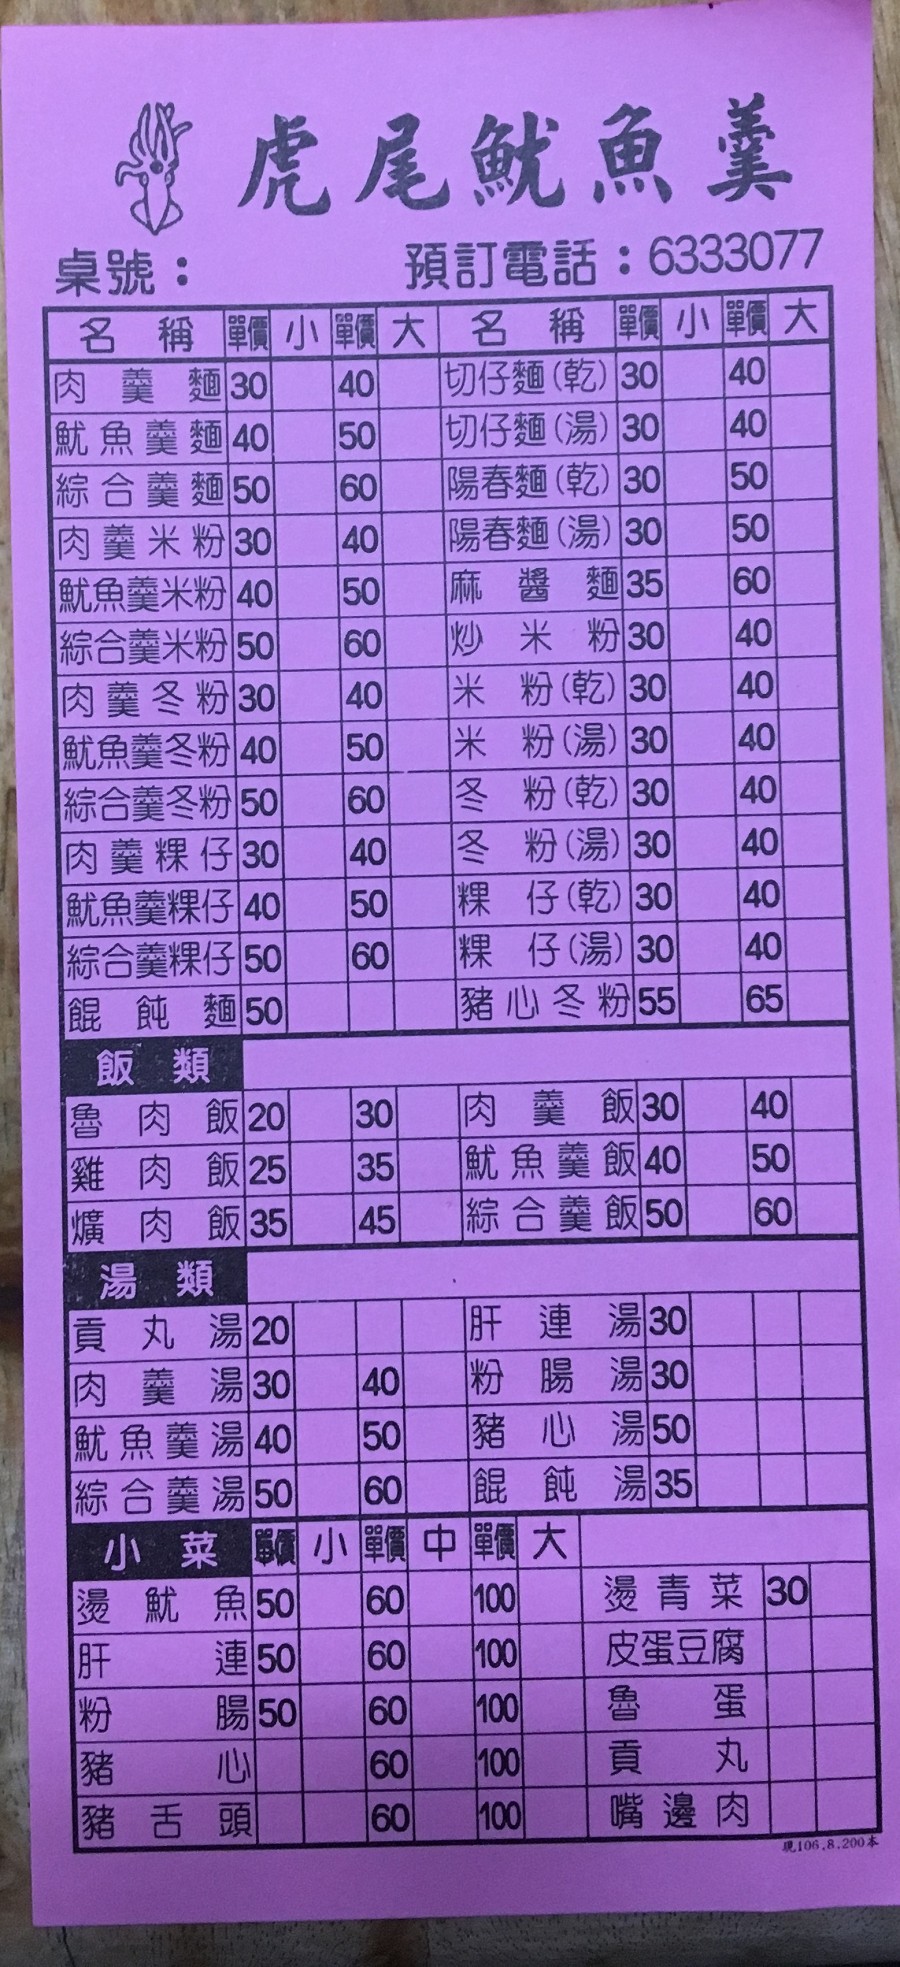 虎尾魷魚羹
桌號： 預訂電話：6333077
名稱 單價 小 單價 大 名稱 單價 小 單價 大
肉羹麵 30 40 切仔麵(乾) 30 40
魷魚羹麵 40 50 切仔麵(湯) 30 40
綜合羹麵 50 60 陽春麵(乾) 30 50
肉羹米粉 30 40 陽春麵(湯) 30 50
魷魚羹米粉 40 50 麻醬麵 35 60
綜合羹米粉 50 60 炒米粉 30 40
肉羹冬粉 30 40 米粉(乾) 30 40
魷魚羹冬粉 40 50 米粉(湯) 30 40
綜合羹冬粉 50 60 冬粉(乾) 30 40
肉羹粿仔 30 40 冬粉(湯) 30 40
魷魚羹粿仔 40 50 粿仔(乾) 30 40
綜合羹粿仔 50 60 粿仔(湯) 30 40
餛飩麵 50 豬心冬粉 55 65
飯類
魯肉飯 20 30 肉羹飯 30 40
雞肉飯 25 35 魷魚羹飯 40 50
爌肉飯 35 45 綜合羹飯 50 60
湯類
貢丸湯 20 肝連湯 30
肉羹湯 30 40 粉腸湯 30
魷魚羹湯 40 50 豬心湯 50
綜合羹湯 50 60 餛飩湯 35
小菜 單價 小 單價 中 單價 大
燙魷魚 50 60 100 燙青菜 30
肝連 50 60 100 皮蛋豆腐
粉腸 50 60 100 魯蛋
豬心 60 100 貢丸
豬舌頭 60 100 嘴邊肉
現106.8.200本